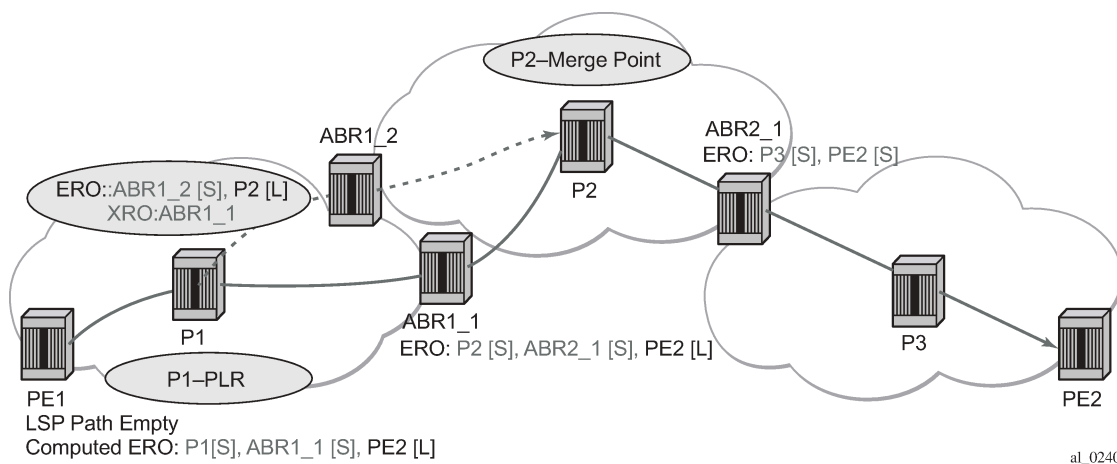 P2–Merge Point
ABR1_2
ABR2_1
ERO: P3 [S], PE2 [S]
P2
ERO::ABR1_2 [S], P2 [L]
XRO:ABR1_1
P1
ABR1_1
ERO: P2 [S], ABR2_1 [S], PE2 [L]
P3
P1–PLR
PE1
LSP Path Empty
Computed ERO: P1[S], ABR1_1 [S], PE2 [L]
PE2